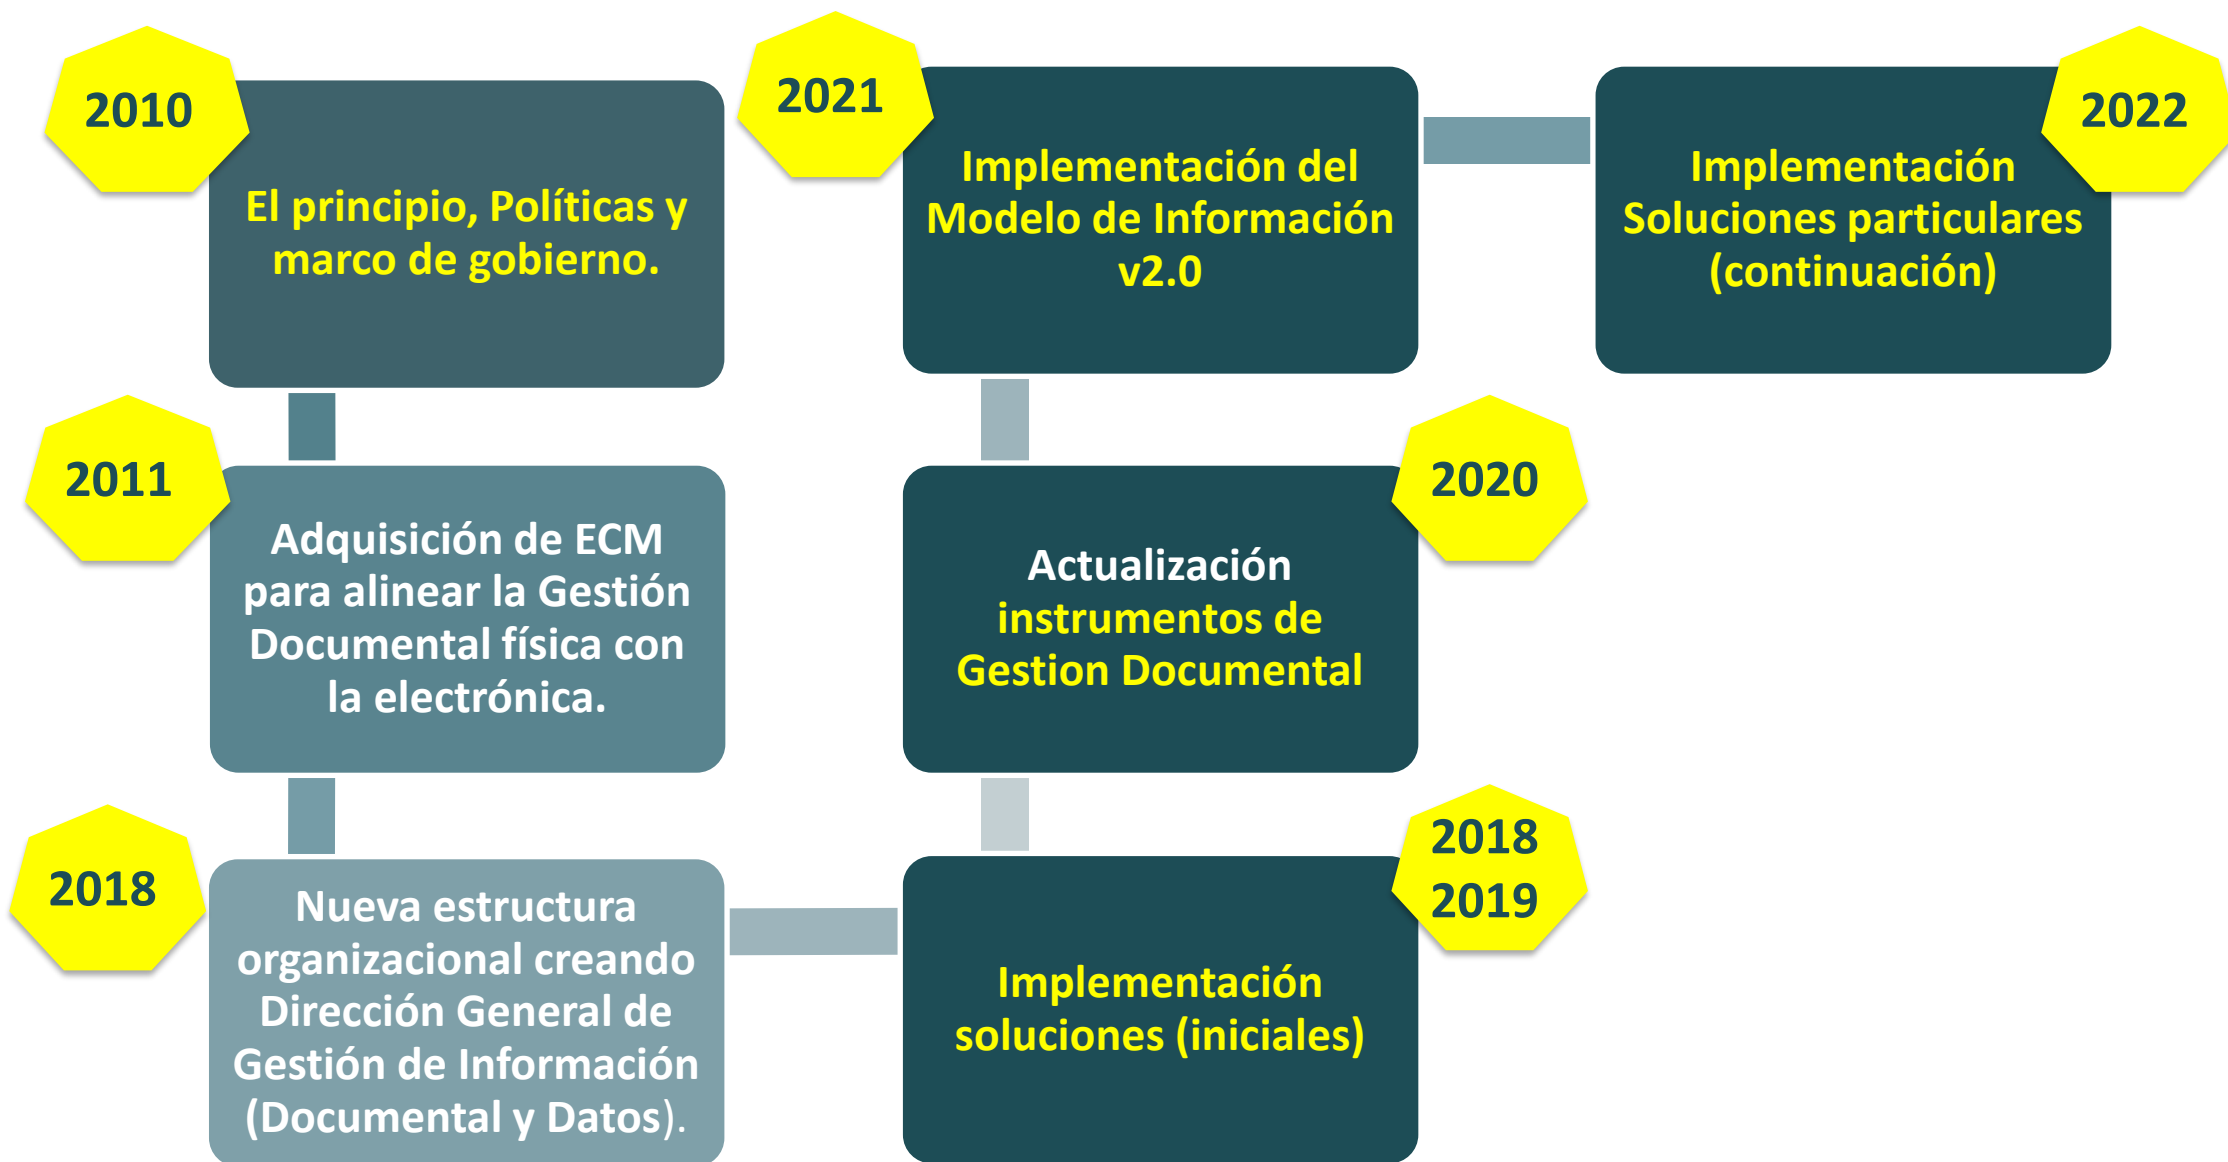 2010
El principio, Políticas y
marco de gobierno.
2011
Adquisición de ECM
para alinear la Gestión
Documental física con
la electrónica.
2018
Nueva estructura
organizacional creando
Dirección General de
Gestión de Información
(Documental y Datos).
2018
2019
Implementación
soluciones (iniciales)
2020
Actualización
instrumentos de
Gestion Documental
2021
Implementación del
Modelo de Información
v2.0
2022
Implementación
Soluciones particulares
(continuación)